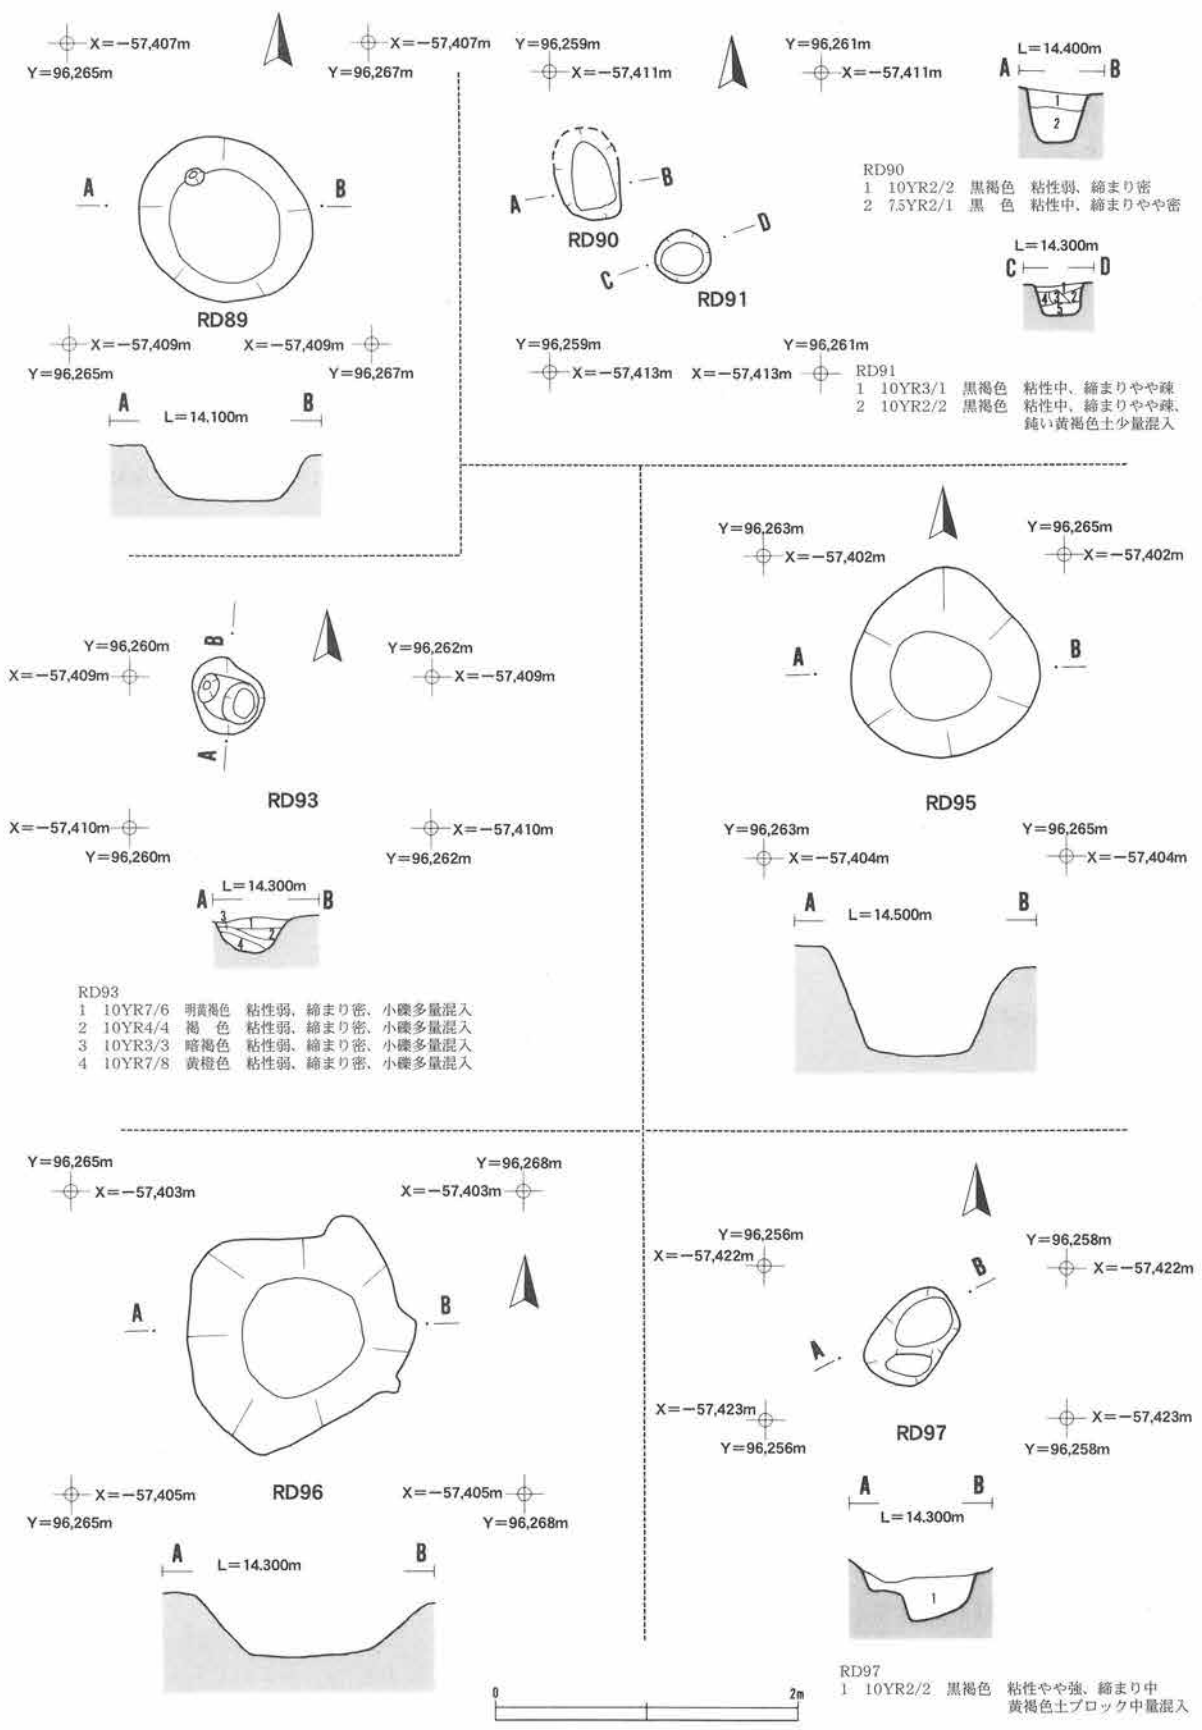 X=−57,407m
Y=96,265m
X=−57,407m
Y=96,267m
A
B
RD89
X=−57,409m
Y=96,265m
X=−57,409m
Y=96,267m
A
L=14.100m
B
Y=96,259m
X=−57,411m
Y=96,261m
X=−57,411m
A
B
RD90
C
D
RD91
Y=96,259m
X=−57,413m
Y=96,261m
X=−57,413m
L=14.400m
A
B
1
2
RD90
1 10YR2/2 黒褐色 粘性弱、締まり密
2 7.5YR2/1 黒 色 粘性中、締まりやや密
L=14.300m
C
D
1
4 3 2
5
RD91
1 10YR3/1 黒褐色 粘性中、締まりやや疎
2 10YR2/2 黒褐色 粘性中、締まりやや疎、
鈍い黄褐色土少量混入
Y=96,260m
X=−57,409m
Y=96,262m
X=−57,409m
B
A
RD93
X=−57,410m
Y=96,260m
X=−57,410m
Y=96,262m
L=14.300m
A
B
3
1
2
4
RD93
1 10YR7/6 明黄褐色 粘性弱、締まり密、小礫多量混入
2 10YR4/4 褐 色 粘性弱、締まり密、小礫多量混入
3 10YR3/3 暗褐色 粘性弱、締まり密、小礫多量混入
4 10YR7/8 黄橙色 粘性弱、締まり密、小礫多量混入
Y=96,263m
X=−57,402m
Y=96,265m
X=−57,402m
A
B
RD95
Y=96,263m
X=−57,404m
Y=96,265m
X=−57,404m
A
L=14.500m
B
Y=96,265m
X=−57,403m
Y=96,268m
X=−57,403m
A
B
RD96
X=−57,405m
Y=96,265m
X=−57,405m
Y=96,268m
A
L=14.300m
B
Y=96,256m
X=−57,422m
Y=96,258m
X=−57,422m
B
A
RD97
X=−57,423m
Y=96,256m
X=−57,423m
Y=96,258m
A
B
L=14.300m
1
RD97
1 10YR2/2 黒褐色 粘性やや強、締まり中
黄褐色土ブロック中量混入
0
2m